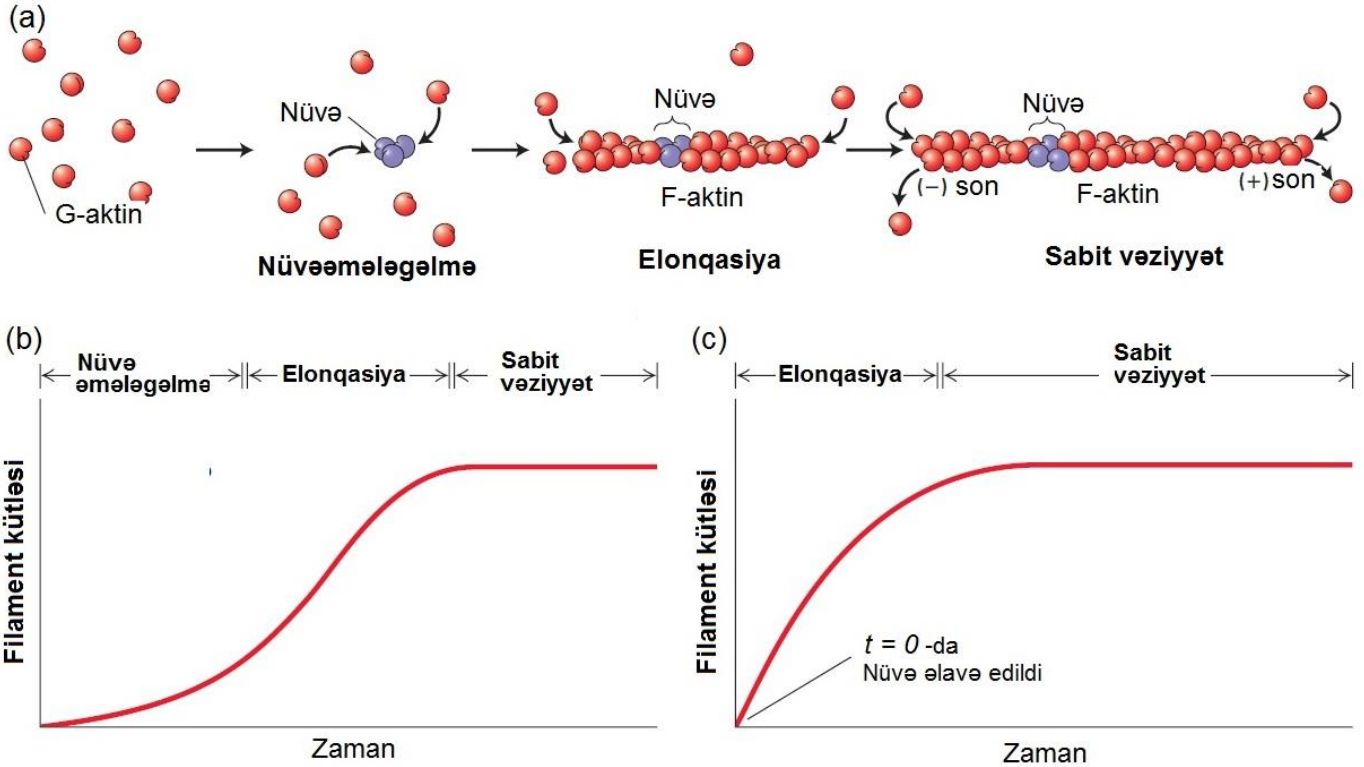 (a)
G-aktin
Nüvə
Nüvəəmələgəlmə
Nüvə
F-aktin
Elonqasiya
Nüvə
(−) son
F-aktin
(+) son
Sabit vəziyyət
(b)
Nüvə
əmələgəlmə
Elonqasiya
Sabit
vəziyyət
Filament kütləsi
Zaman
(c)
Elonqasiya
Sabit
vəziyyət
Filament kütləsi
t = 0 -da
Nüvə əlavə edildi
Zaman